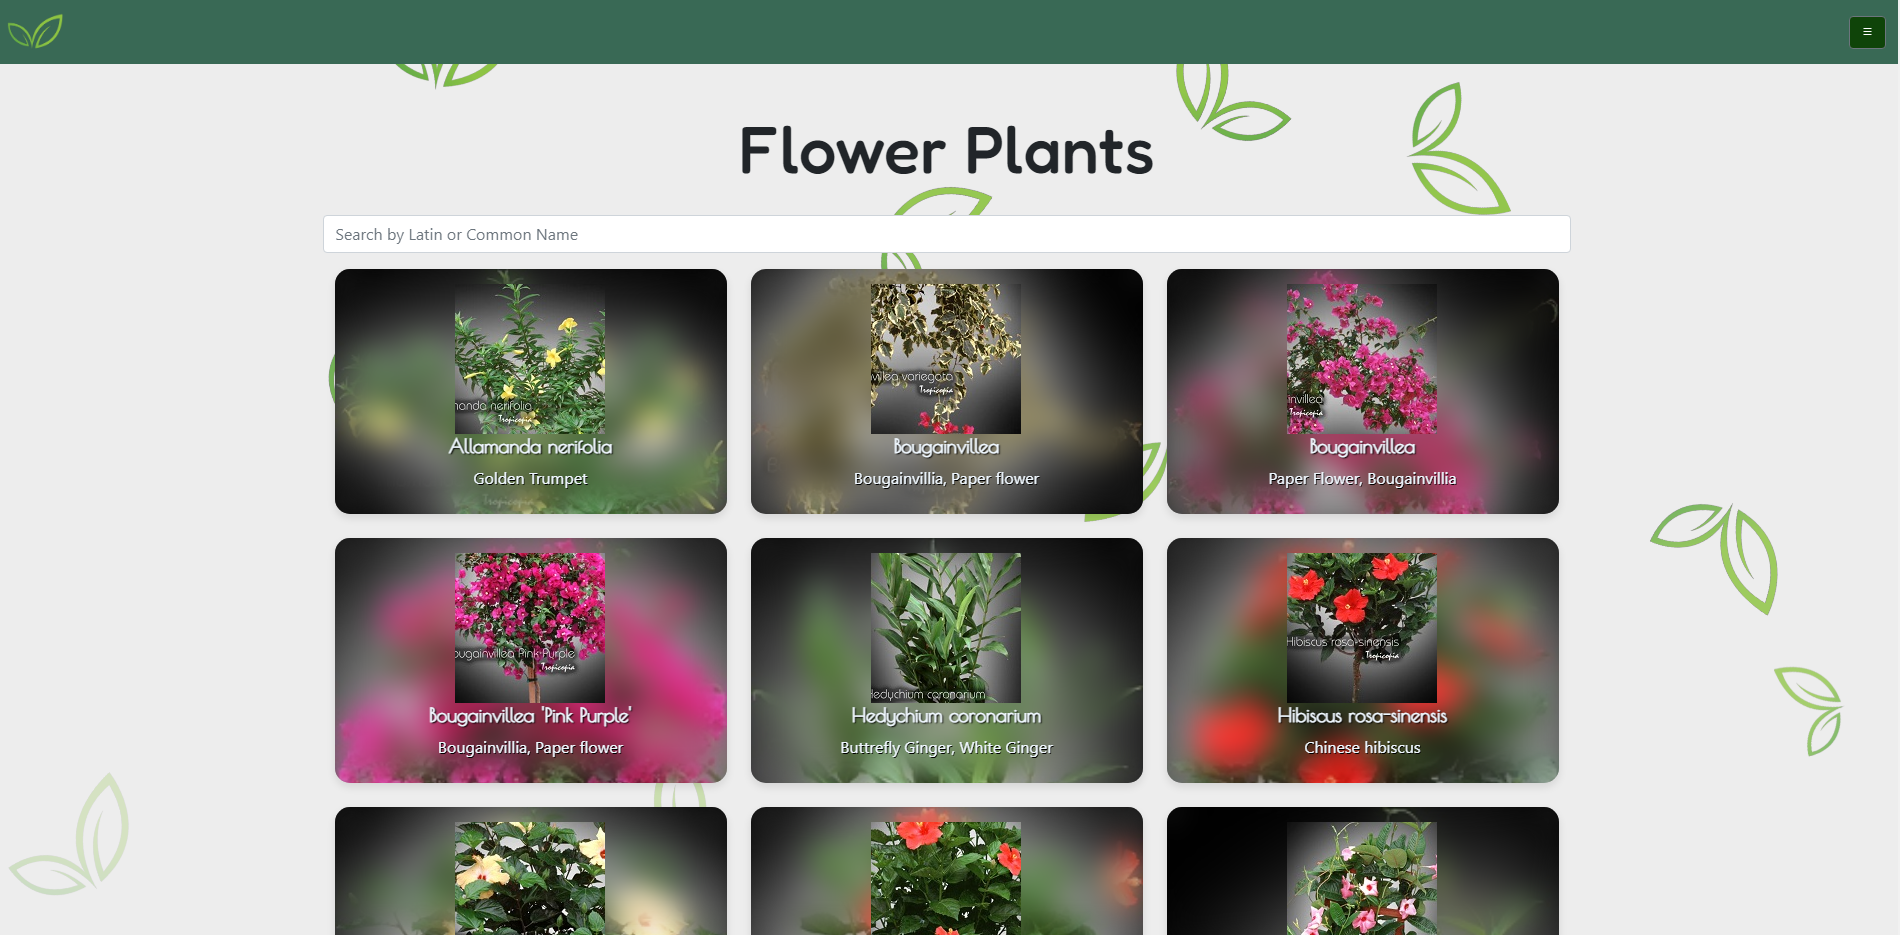 ☰
Flower Plants
Search by Latin or Common Name
manda nerifolia
Tropicopia
Allamanda nerifolia
Golden Trumpet
villea variegata
Tropicopia
Bougainvillea
Bougainvillia, Paper flower
invillea
Tropicopia
Bougainvillea
Paper Flower, Bougainvillia
ougainvillea Pink-Purple
Tropicopia
Bougainvillea 'Pink Purple'
Bougainvillia, Paper flower
Hedychium coronarium
Hedychium coronarium
Buttrefly Ginger, White Ginger
Hibiscus rosa-sinensis
Tropicopia
Hibiscus rosa-sinensis
Chinese hibiscus